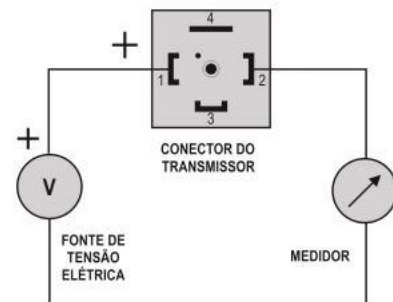 4
+
1
2
3
CONECTOR DO
TRANSMISSOR
+
V
FONTE DE
TENSÃO
ELÉTRICA
MEDIDOR